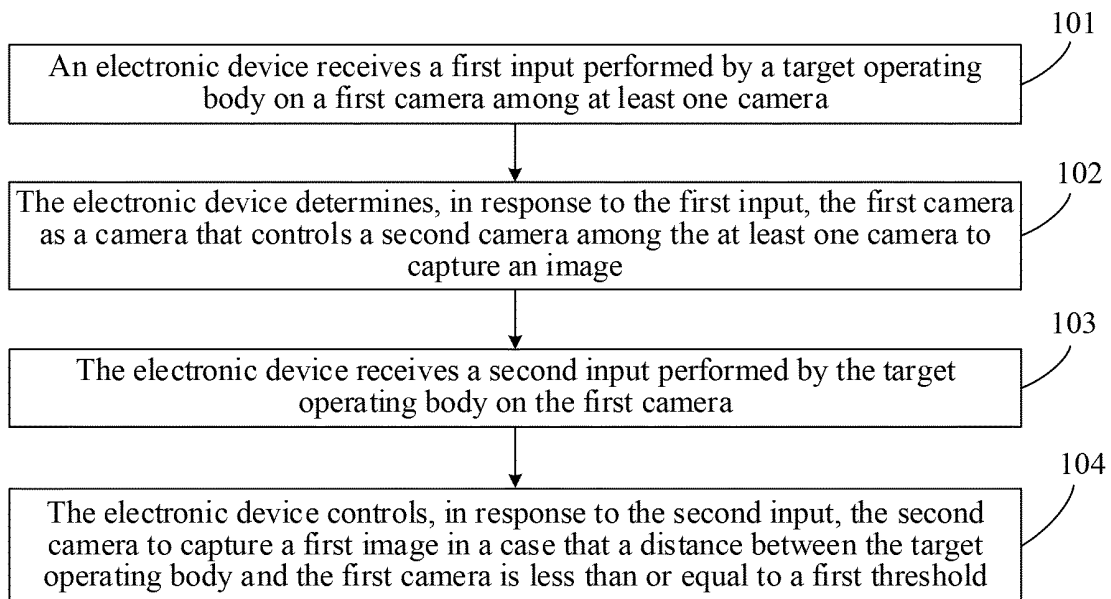 101
An electronic device receives a first input performed by a target operating
body on a first camera among at least one camera
102
The electronic device determines, in response to the first input, the first camera
as a camera that controls a second camera among the at least one camera to
capture an image
103
The electronic device receives a second input performed by the target
operating body on the first camera
104
The electronic device controls, in response to the second input, the second
camera to capture a first image in a case that a distance between the target
operating body and the first camera is less than or equal to a first threshold